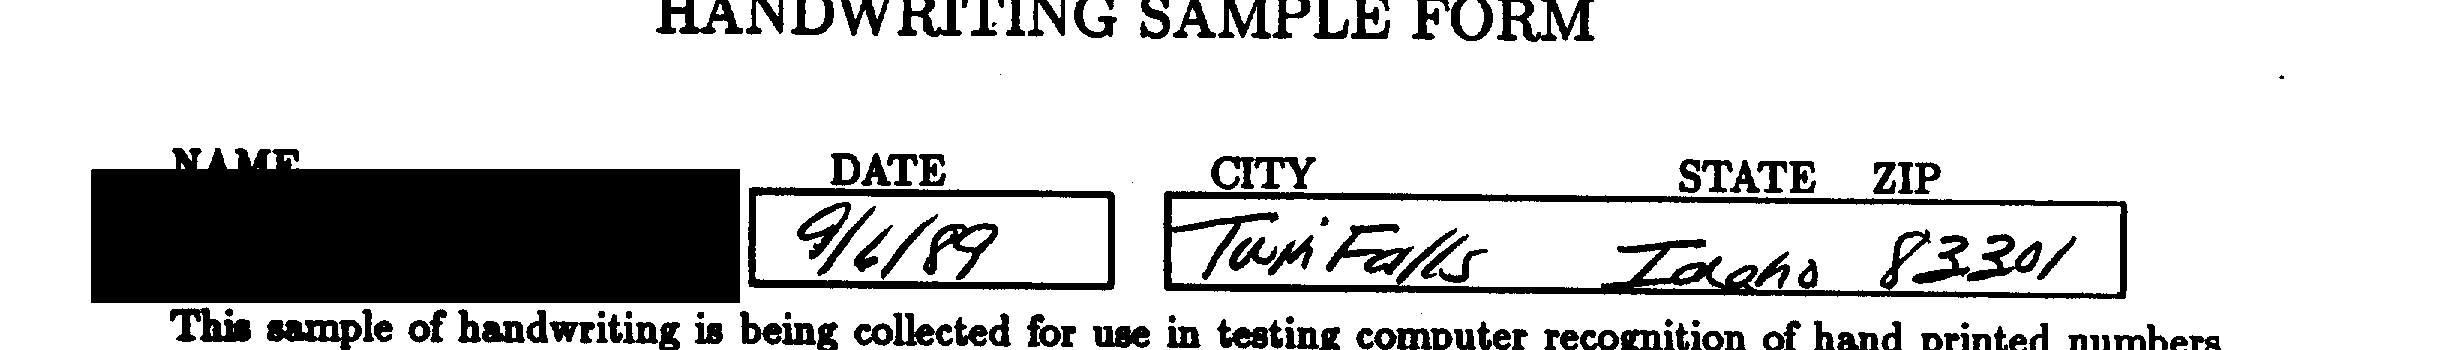 HANDWRITING SAMPLE FORM
NAME DATE CITY STATE ZIP
9/6/89 Twin Falls Idaho 83301
This sample of handwriting is being collected for use in testing computer recognition of hand printed numbers